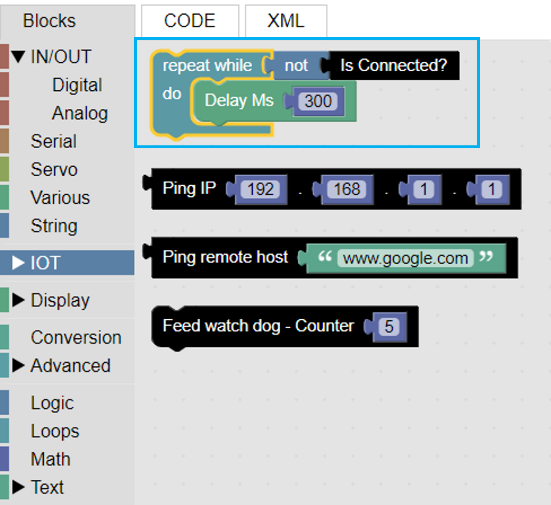 Blocks
CODE
XML
IN/OUT
Digital
Analog
Serial
Servo
Various
String
IOT
Display
Conversion
Advanced
Logic
Loops
Math
Text
repeat while not Is Connected?
do Delay Ms 300
Ping IP 192 . 168 . 1 . 1
Ping remote host “ www.google.com ”
Feed watch dog - Counter 5